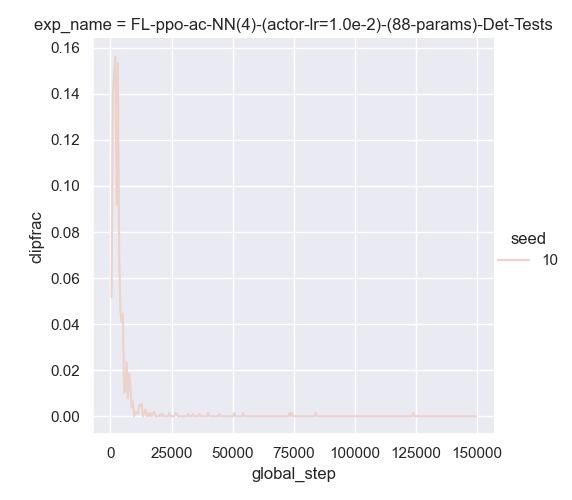 exp_name = FL-ppo-ac-NN(4)-(actor-lr=1.0e-2)-(88-params)-Det-Tests
0.16
0.14
0.12
0.10
0.08
0.06
0.04
0.02
0.00
clipfrac
0 25000 50000 75000 100000 125000 150000
global_step
seed
10